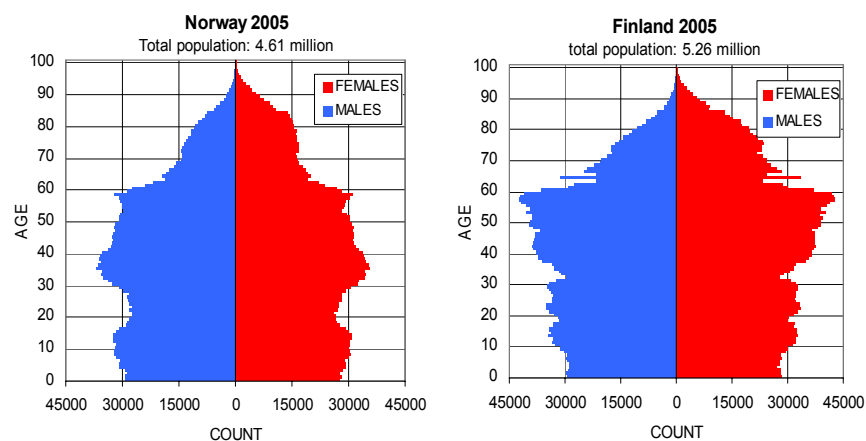 Norway 2005
Total population: 4.61 million
100
90
80
70
60
50
40
30
20
10
0
AGE
FEMALES
MALES
45000 30000 15000 0 15000 30000 45000
COUNT
Finland 2005
total population: 5.26 million
100
90
80
70
60
50
40
30
20
10
0
AGE
FEMALES
MALES
45000 30000 15000 0 15000 30000 45000
COUNT